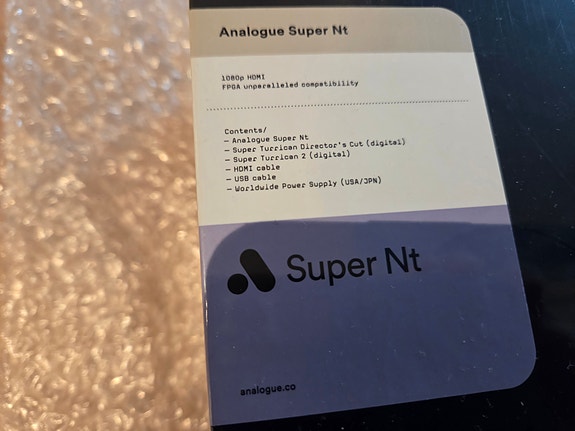 Analogue Super Nt
1080p HDMI
FPGA unparalleled compatibility
Contents/
— Analogue Super Nt
— Super Turrican Director's Cut (digital)
— Super Turrican 2 (digital)
— HDMI cable
— USB cable
— Worldwide Power Supply (USA/JPN)
Super Nt
analogue.co